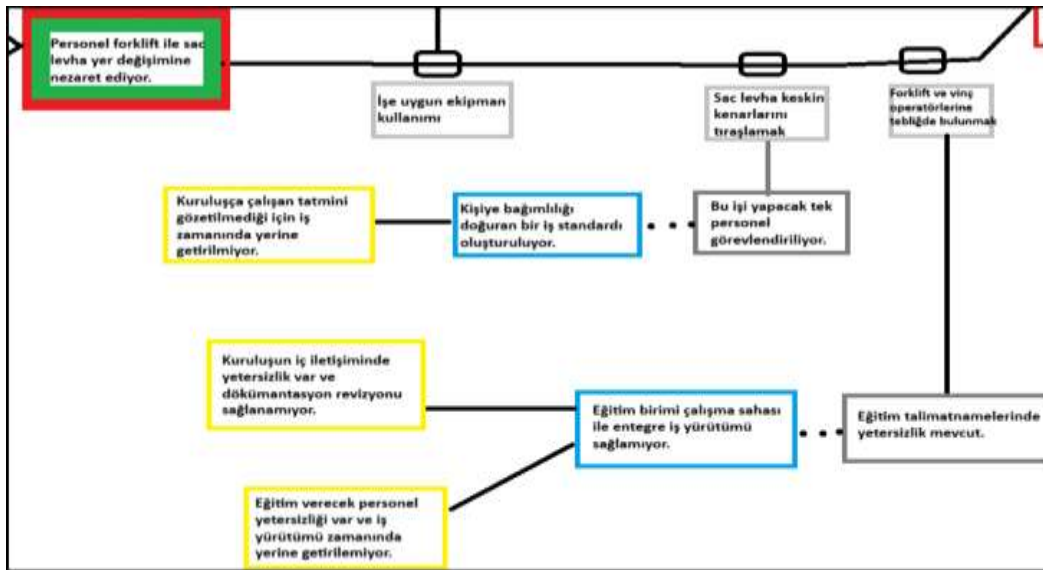 Personel forklift ile sac
levha yer değişimine
nezaret ediyor.
İşe uygun ekipman
kullanımı
Sac levha keskin
kenarlarını
tıraşlamak
Forklift ve vinç
operatörlerine
tebliğde bulunmak
Kuruluşça çalışan tatmini
gözetilmediği için iş
zamanında yerine
getirilmiyor.
Kişiye bağımlılığı
doğuran bir iş standardı
oluşturuluyor.
Bu işi yapacak tek
personel
görevlendiriliyor.
Kuruluşun iç iletişiminde
yetersizlik var ve
dökümantasyon revizyonu
sağlanamıyor.
Eğitim birimi çalışma sahası
ile entegre iş yürütümü
sağlamıyor.
Eğitim talimatnamelerinde
yetersizlik mevcut.
Eğitim verecek personel
yetersizliği var ve iş
yürütümü zamanında
yerine getirilemiyor.